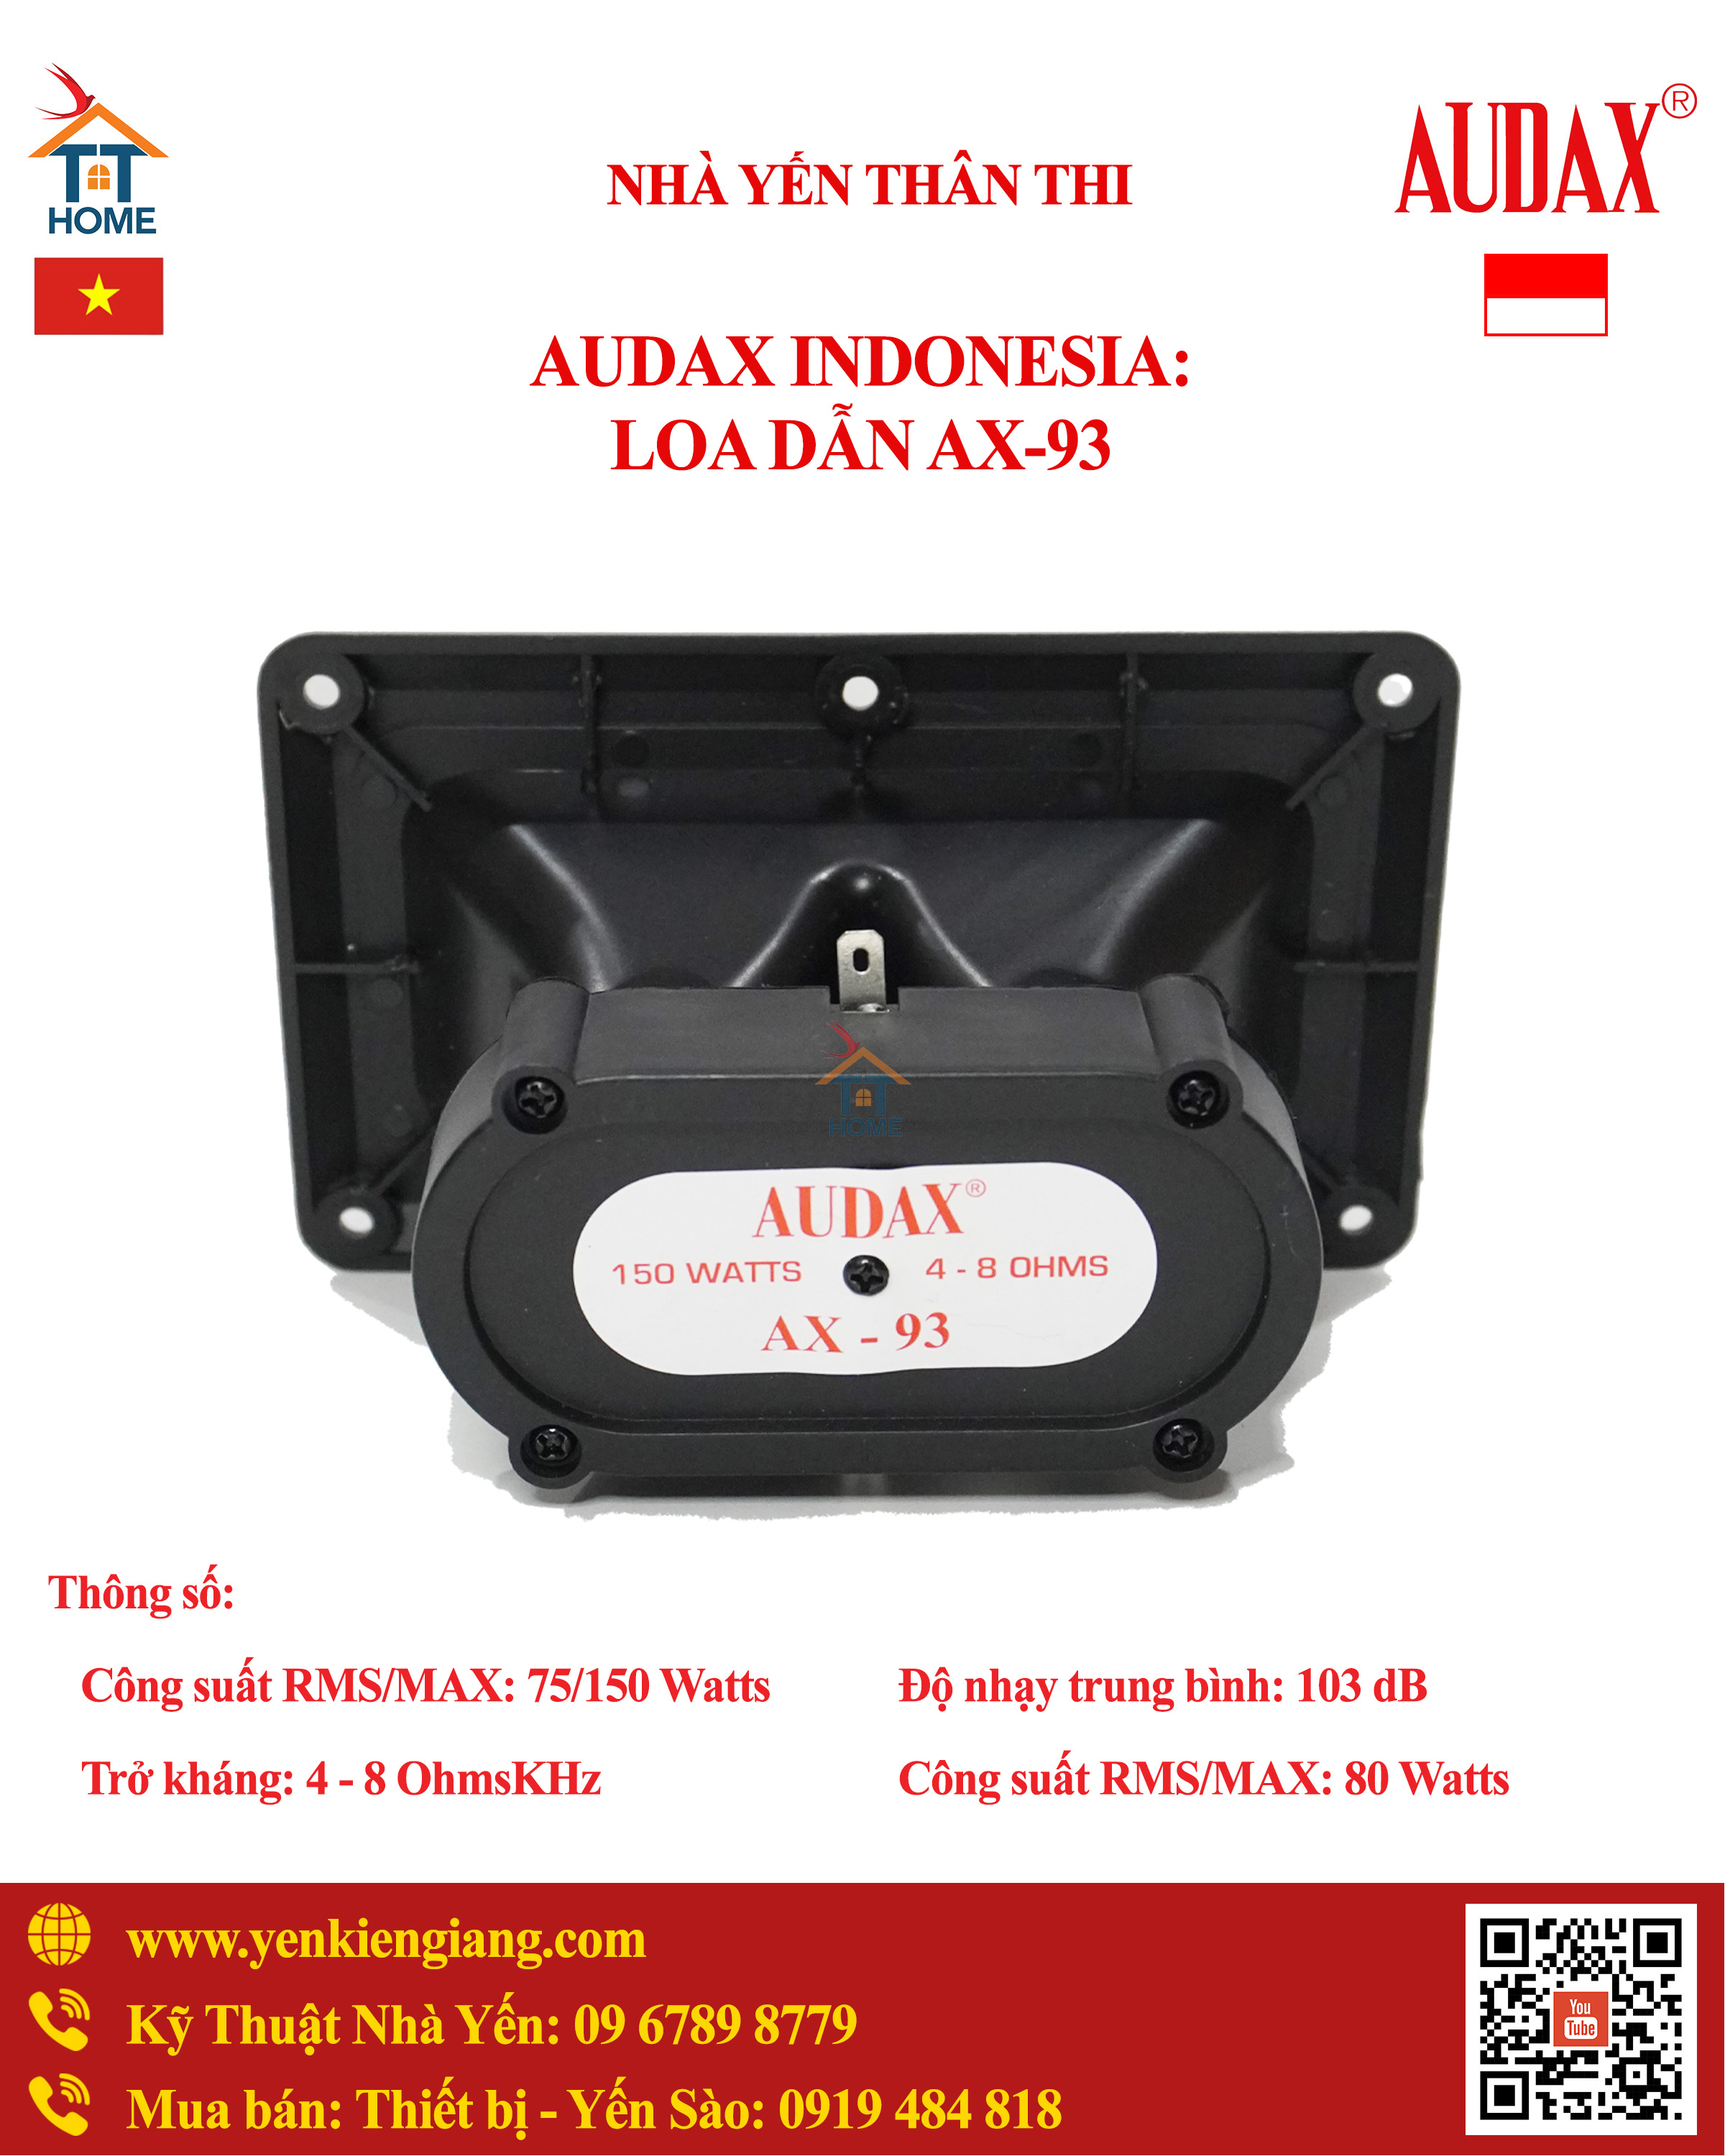 TT
HOME
NHÀ YẾN THÂN THI
AUDAX®
AUDAX INDONESIA:
LOA DẪN AX-93
TT
HOME
AUDAX®
150 WATTS 4 - 8 OHMS
AX - 93
Thông số:
Công suất RMS/MAX: 75/150 Watts
Độ nhạy trung bình: 103 dB
Trở kháng: 4 - 8 OhmsKHz
Công suất RMS/MAX: 80 Watts
www.yenkiengiang.com
Kỹ Thuật Nhà Yến: 09 6789 8779
Mua bán: Thiết bị - Yến Sào: 0919 484 818
You
Tube